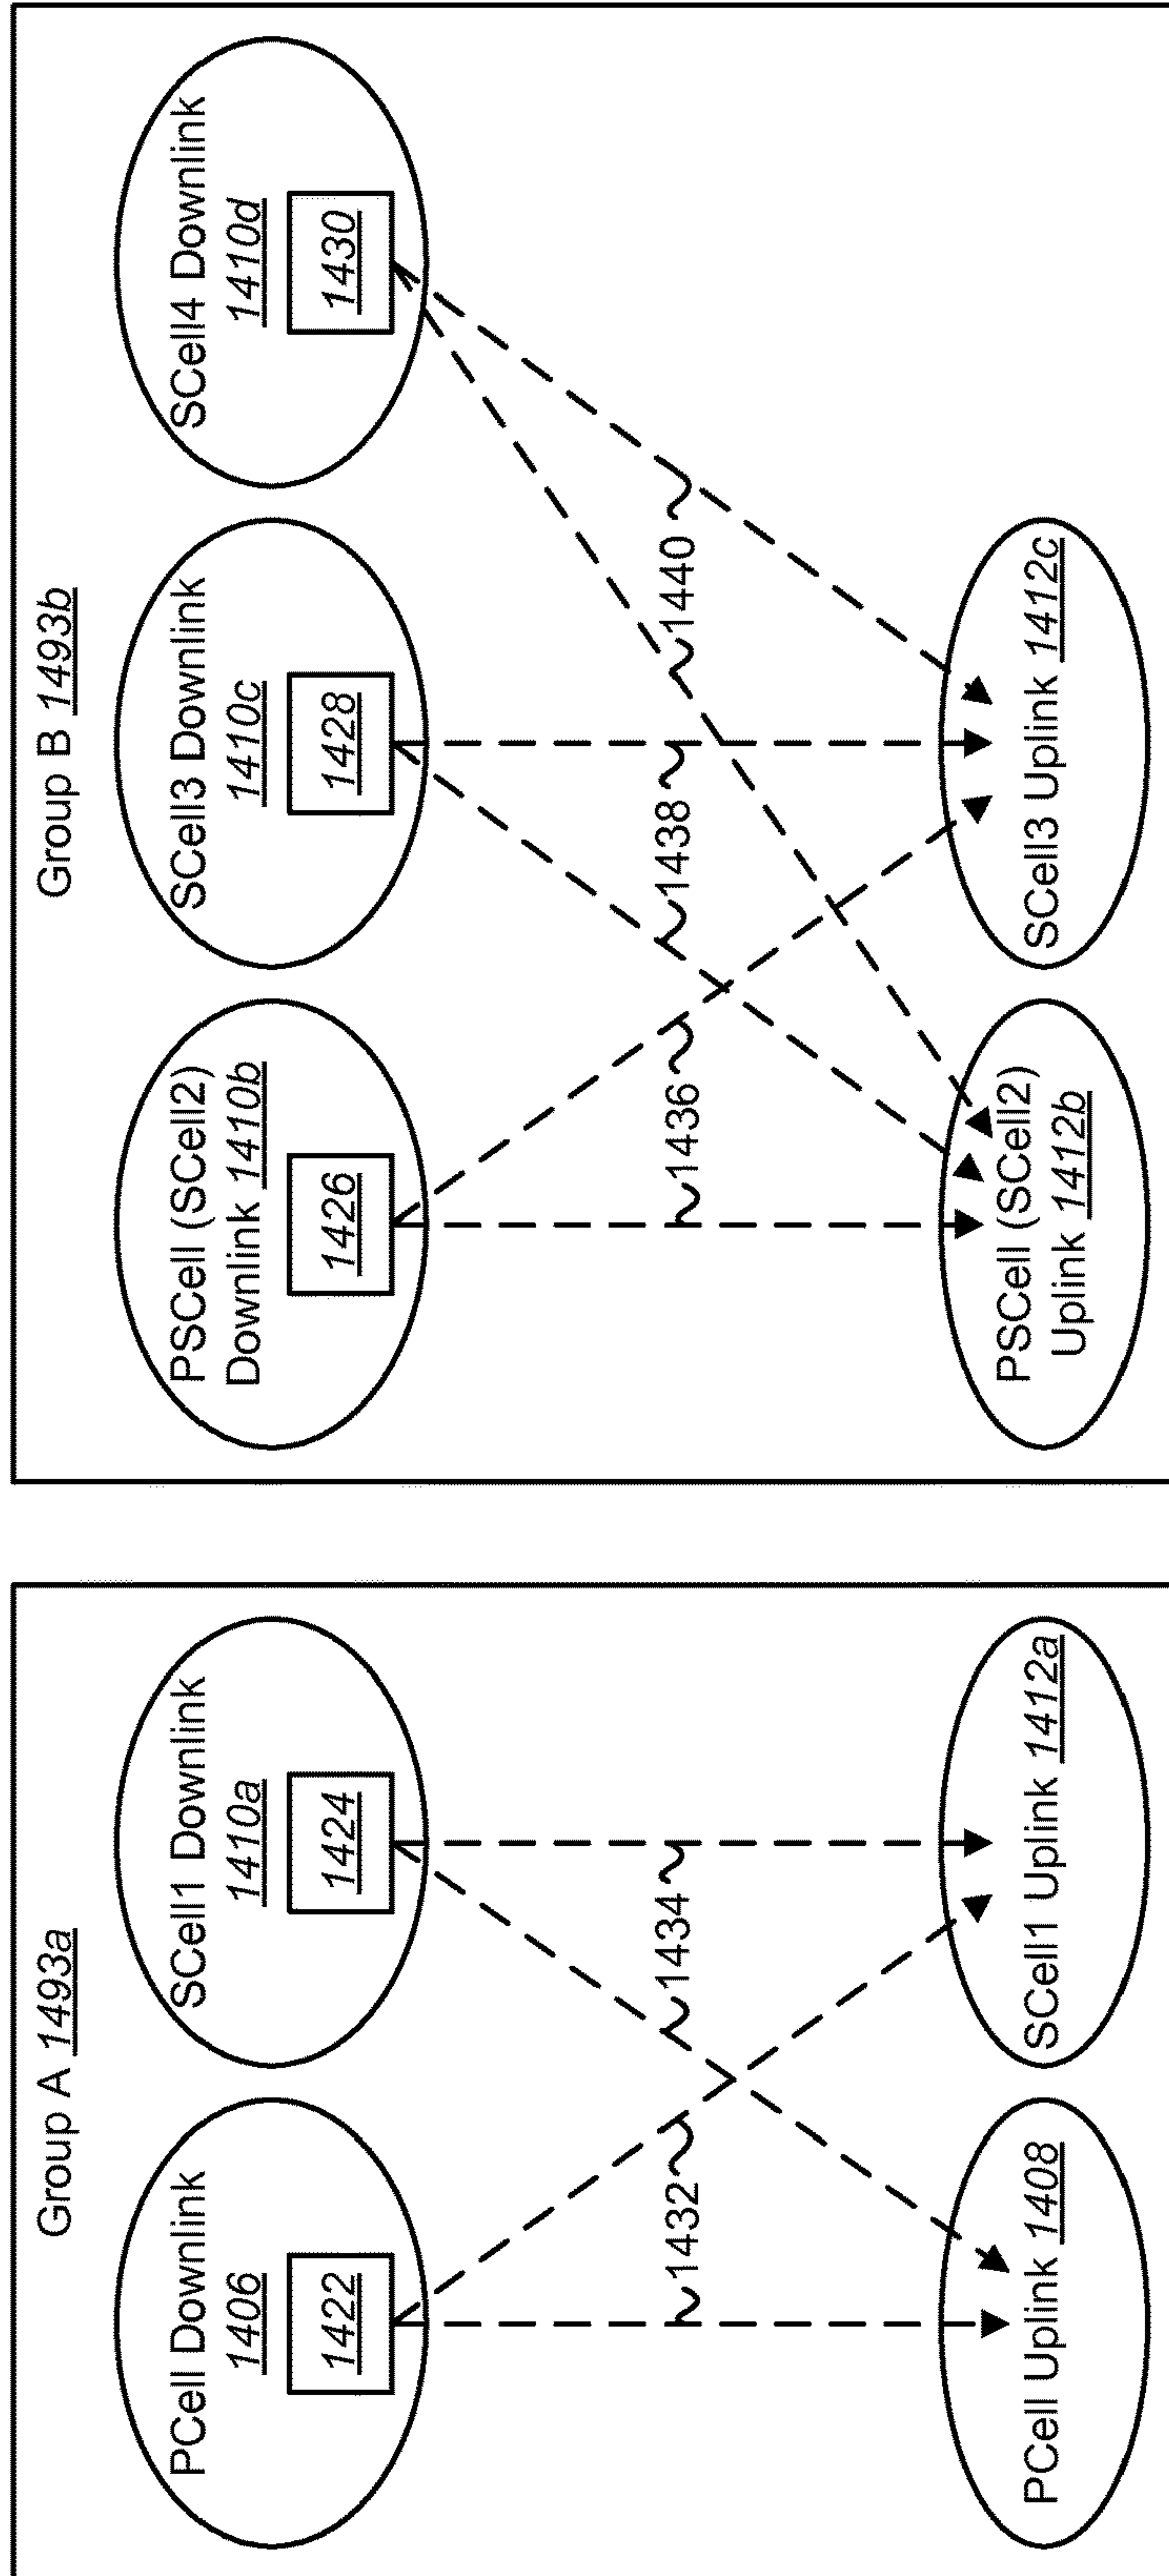 Group A 1493a
PCell Downlink
1406
1422
SCell1 Downlink
1410a
1424
1432
1434
PCell Uplink 1408
SCell1 Uplink 1412a
Group B 1493b
PSCell (SCell2)
Downlink 1410b
1426
SCell3 Downlink
1410c
1428
SCell4 Downlink
1410d
1430
1436
1438
1440
PSCell (SCell2)
Uplink 1412b
SCell3 Uplink 1412c